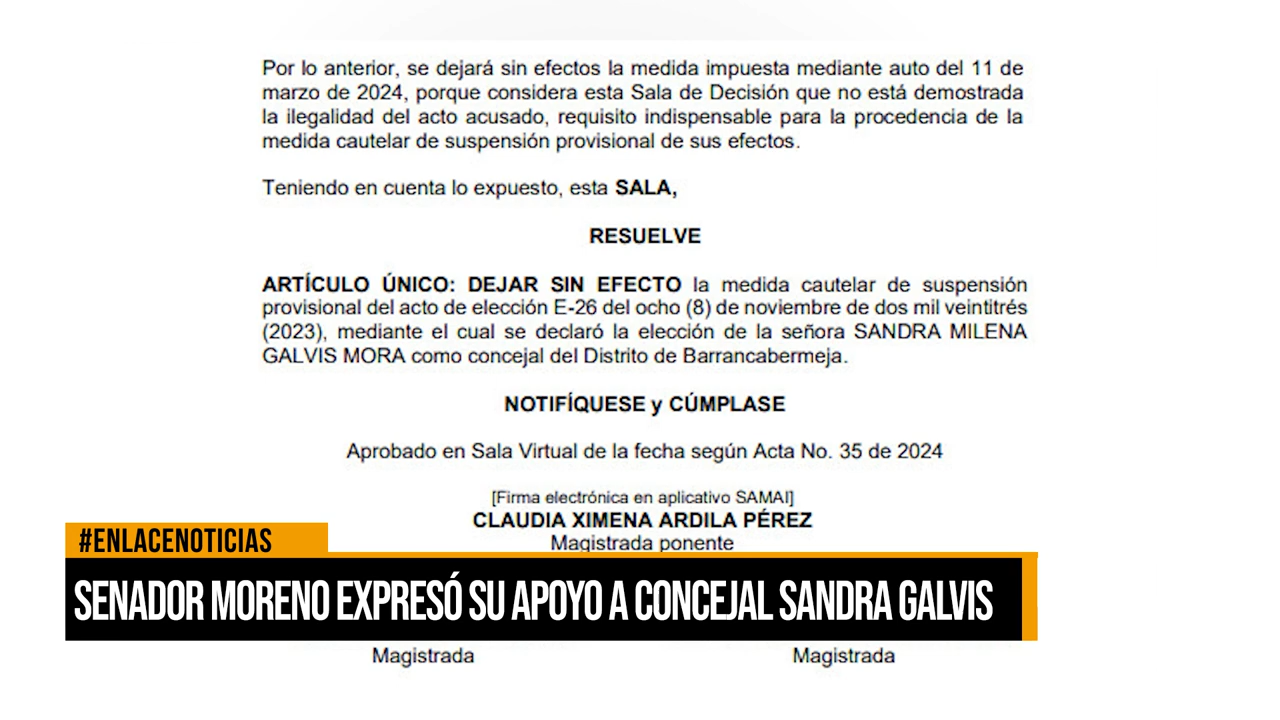 Por lo anterior, se dejará sin efectos la medida impuesta mediante auto del 11 de
marzo de 2024, porque considera esta Sala de Decisión que no está demostrada
la ilegalidad del acto acusado, requisito indispensable para la procedencia de la
medida cautelar de suspensión provisional de sus efectos.
Teniendo en cuenta lo expuesto, esta SALA,
RESUELVE
ARTÍCULO ÚNICO: DEJAR SIN EFECTO la medida cautelar de suspensión
provisional del acto de elección E-26 del ocho (8) de noviembre de dos mil veintitrés
(2023), mediante el cual se declaró la elección de la señora SANDRA MILENA
GALVIS MORA como concejal del Distrito de Barrancabermeja.
NOTIFÍQUESE y CÚMPLASE
Aprobado en Sala Virtual de la fecha según Acta No. 35 de 2024
[Firma electrónica en aplicativo SAMAI]
CLAUDIA XIMENA ARDILA PÉREZ
Magistrada ponente
#ENLACENOTICIAS
SENADOR MORENO EXPRESÓ SU APOYO A CONCEJAL SANDRA GALVIS
Magistrada Magistrada